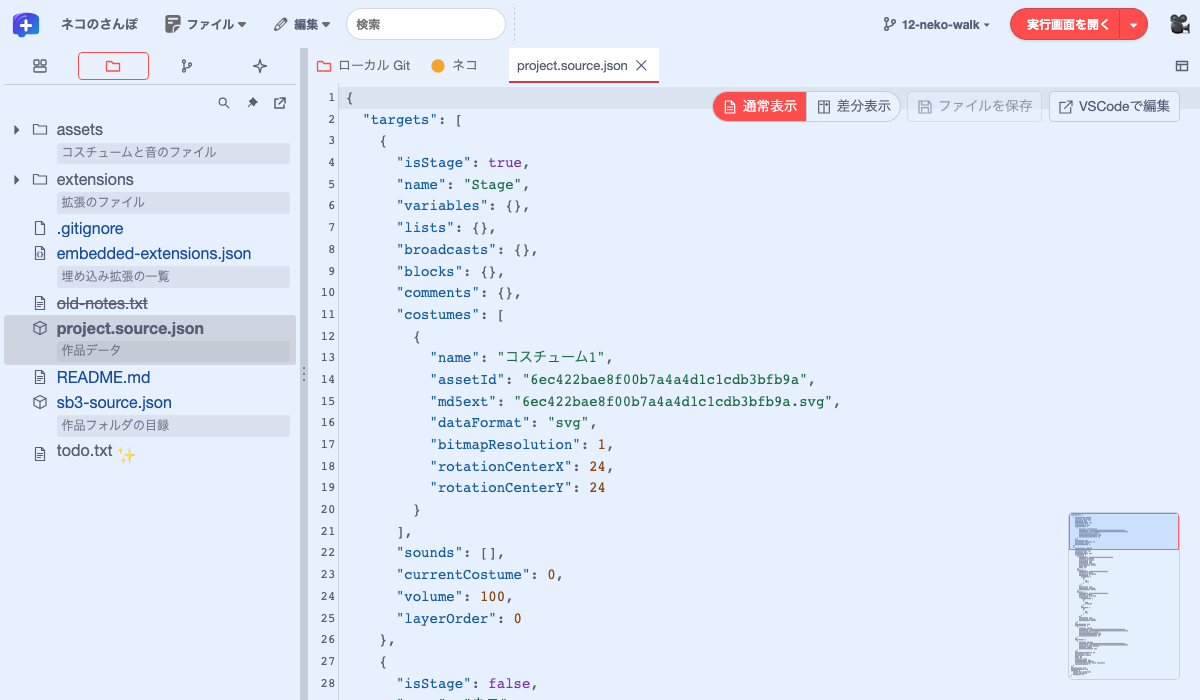 ネコのさんぽ
ファイル
編集
検索
12-neko-walk
実行画面を開く
ローカル Git
ネコ
project.source.json
通常表示
差分表示
ファイルを保存
VSCodeで編集
assets
コスチュームと音のファイル
extensions
拡張のファイル
.gitignore
embedded-extensions.json
埋め込み拡張の一覧
old-notes.txt
project.source.json
作品データ
README.md
sb3-source.json
作品フォルダの目録
todo.txt ✨
1 {
2 "targets": [
3 {
4 "isStage": true,
5 "name": "Stage",
6 "variables": {},
7 "lists": {},
8 "broadcasts": {},
9 "blocks": {},
10 "comments": {},
11 "costumes": [
12 {
13 "name": "コスチューム1",
14 "assetId": "6ec422bae8f00b7a4a4d1c1cdb3bfb9a",
15 "md5ext": "6ec422bae8f00b7a4a4d1c1cdb3bfb9a.svg",
16 "dataFormat": "svg",
17 "bitmapResolution": 1,
18 "rotationCenterX": 24,
19 "rotationCenterY": 24
20 }
21 ],
22 "sounds": [],
23 "currentCostume": 0,
24 "volume": 100,
25 "layerOrder": 0
26 },
27 {
28 "isStage": false,